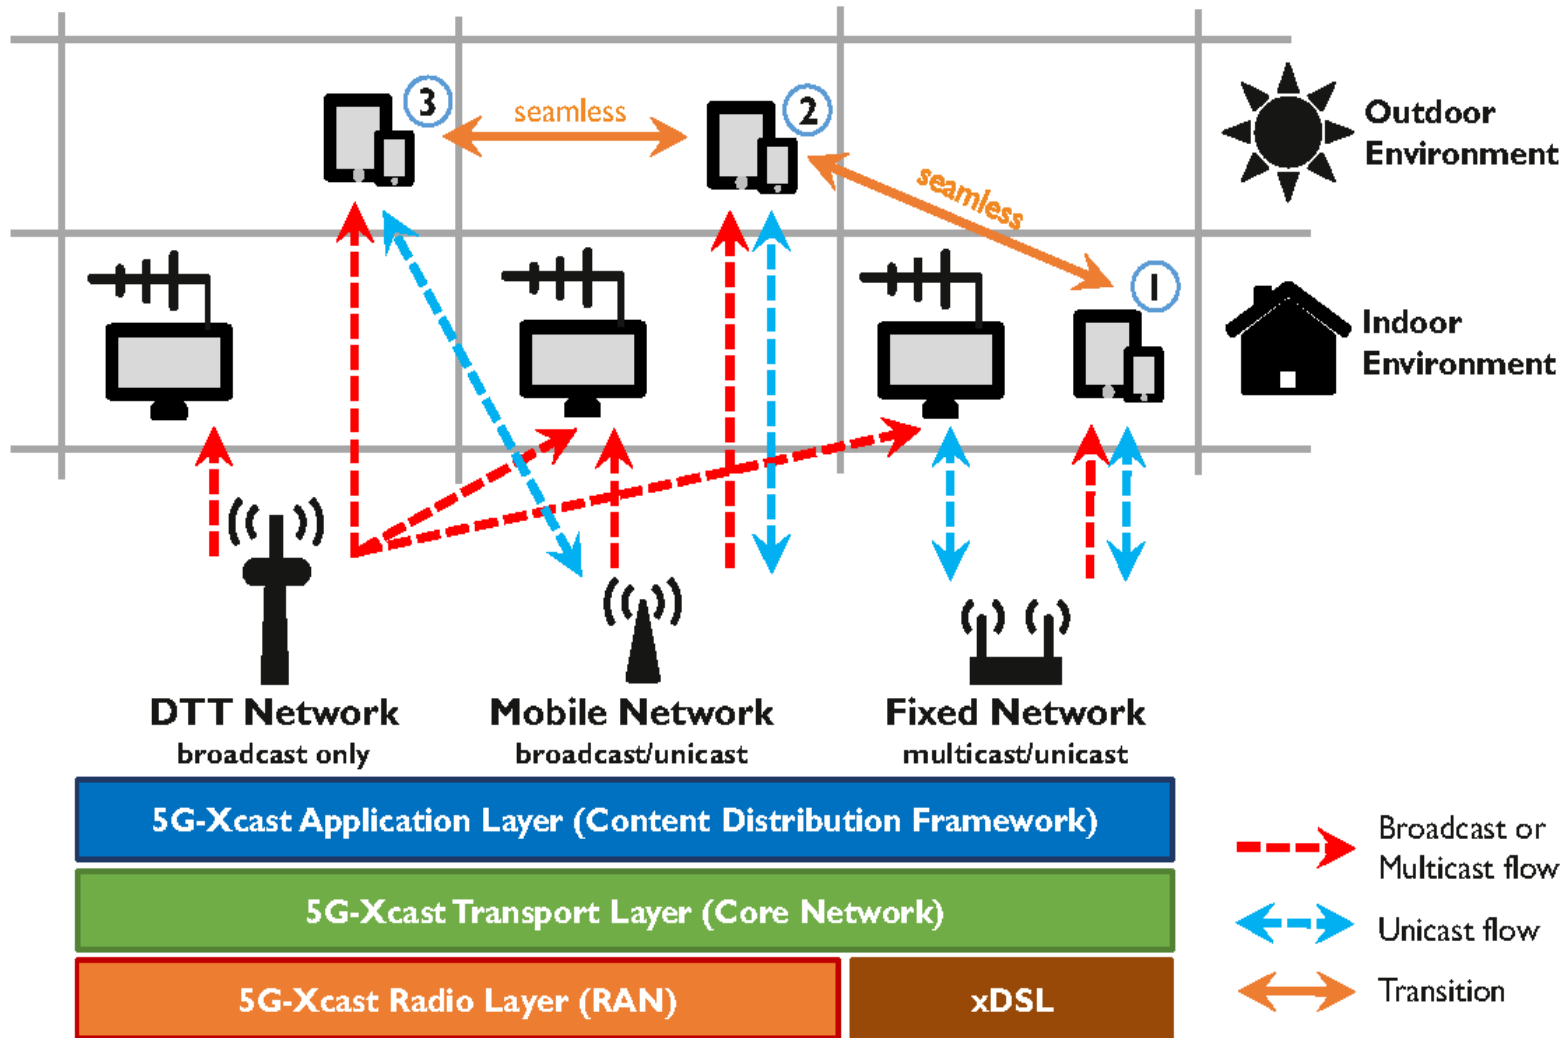 3
seamless
2
Outdoor
Environment
seamless
1
Indoor
Environment
DTT Network
broadcast only
Mobile Network
broadcast/unicast
Fixed Network
multicast/unicast
5G-Xcast Application Layer (Content Distribution Framework)
5G-Xcast Transport Layer (Core Network)
5G-Xcast Radio Layer (RAN)
xDSL
Broadcast or
Multicast flow
Unicast flow
Transition